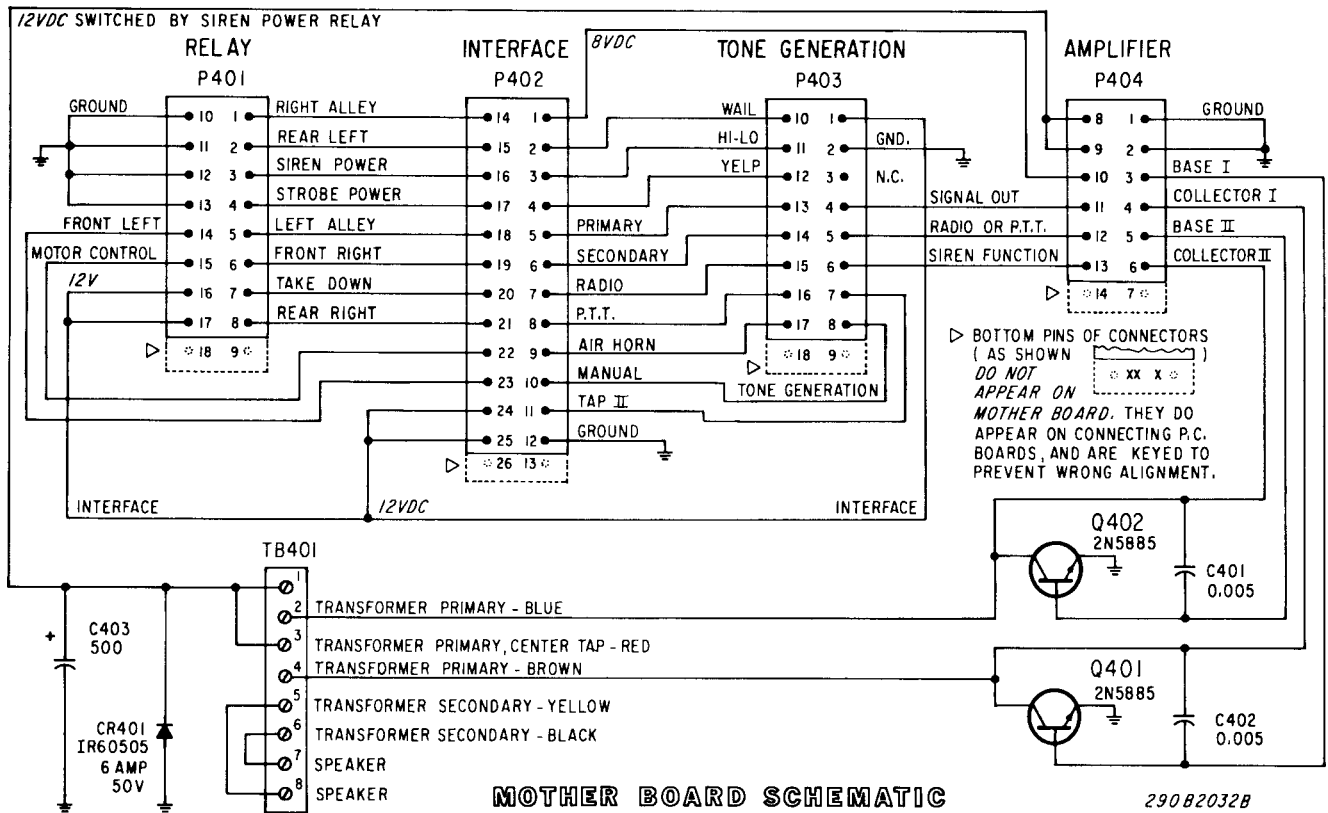 12VDC SWITCHED BY SIREN POWER RELAY
8VDC
RELAY
P401
INTERFACE
P402
TONE GENERATION
P403
AMPLIFIER
P404
GROUND
10 1
RIGHT ALLEY
11 2
REAR LEFT
12 3
SIREN POWER
13 4
STROBE POWER
FRONT LEFT
14 5
LEFT ALLEY
MOTOR CONTROL
15 6
FRONT RIGHT
12V
16 7
TAKE DOWN
17 8
REAR RIGHT
▷ 18 9
14 1
15 2
16 3
17 4
18 5
PRIMARY
19 6
SECONDARY
20 7
RADIO
21 8
P.T.T.
22 9
AIR HORN
23 10
MANUAL
24 11
TAP II
25 12
GROUND
▷ 26 13
WAIL
10 1
HI-LO
11 2
GND.
YELP
12 3
N.C.
13 4
SIGNAL OUT
14 5
RADIO OR P.T.T.
15 6
SIREN FUNCTION
16 7
17 8
▷ 18 9
TONE GENERATION
8 1
GROUND
9 2
10 3
BASE I
11 4
COLLECTOR I
12 5
BASE II
13 6
COLLECTOR II
▷ 14 7
▷ BOTTOM PINS OF CONNECTORS
( AS SHOWN )
XX X
DO NOT
APPEAR ON
MOTHER BOARD. THEY DO
APPEAR ON CONNECTING P.C.
BOARDS, AND ARE KEYED TO
PREVENT WRONG ALIGNMENT.
INTERFACE
12VDC
INTERFACE
TB401
1
2 TRANSFORMER PRIMARY - BLUE
3 TRANSFORMER PRIMARY, CENTER TAP - RED
4 TRANSFORMER PRIMARY - BROWN
5 TRANSFORMER SECONDARY - YELLOW
6 TRANSFORMER SECONDARY - BLACK
7 SPEAKER
8 SPEAKER
+
C403
500
CR401
IR60505
6 AMP
50V
Q402
2N5885
C401
0.005
Q401
2N5885
C402
0.005
MOTHER BOARD SCHEMATIC
290B2032B